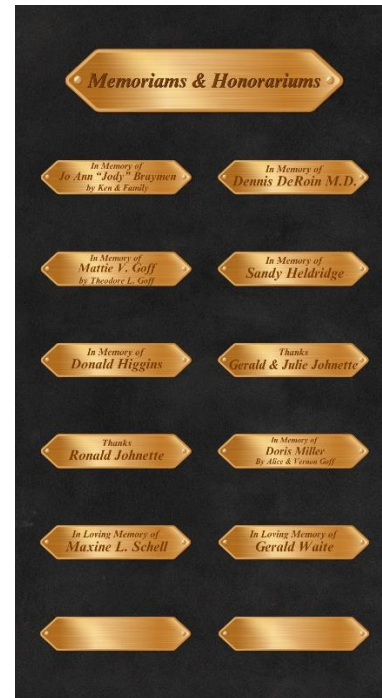 Memoriams & Honorariums
In Memory of
Jo Ann “Jody” Braymen
by Ken & Family
In Memory of
Dennis DeRoin M.D.
In Memory of
Mattie V. Goff
by Theodore L. Goff
In Memory of
Sandy Heldridge
In Memory of
Donald Higgins
Thanks
Gerald & Julie Johnette
Thanks
Ronald Johnette
In Memory of
Doris Miller
By Alice & Vernon Goff
In Loving Memory of
Maxine L. Schell
In Loving Memory of
Gerald Waite